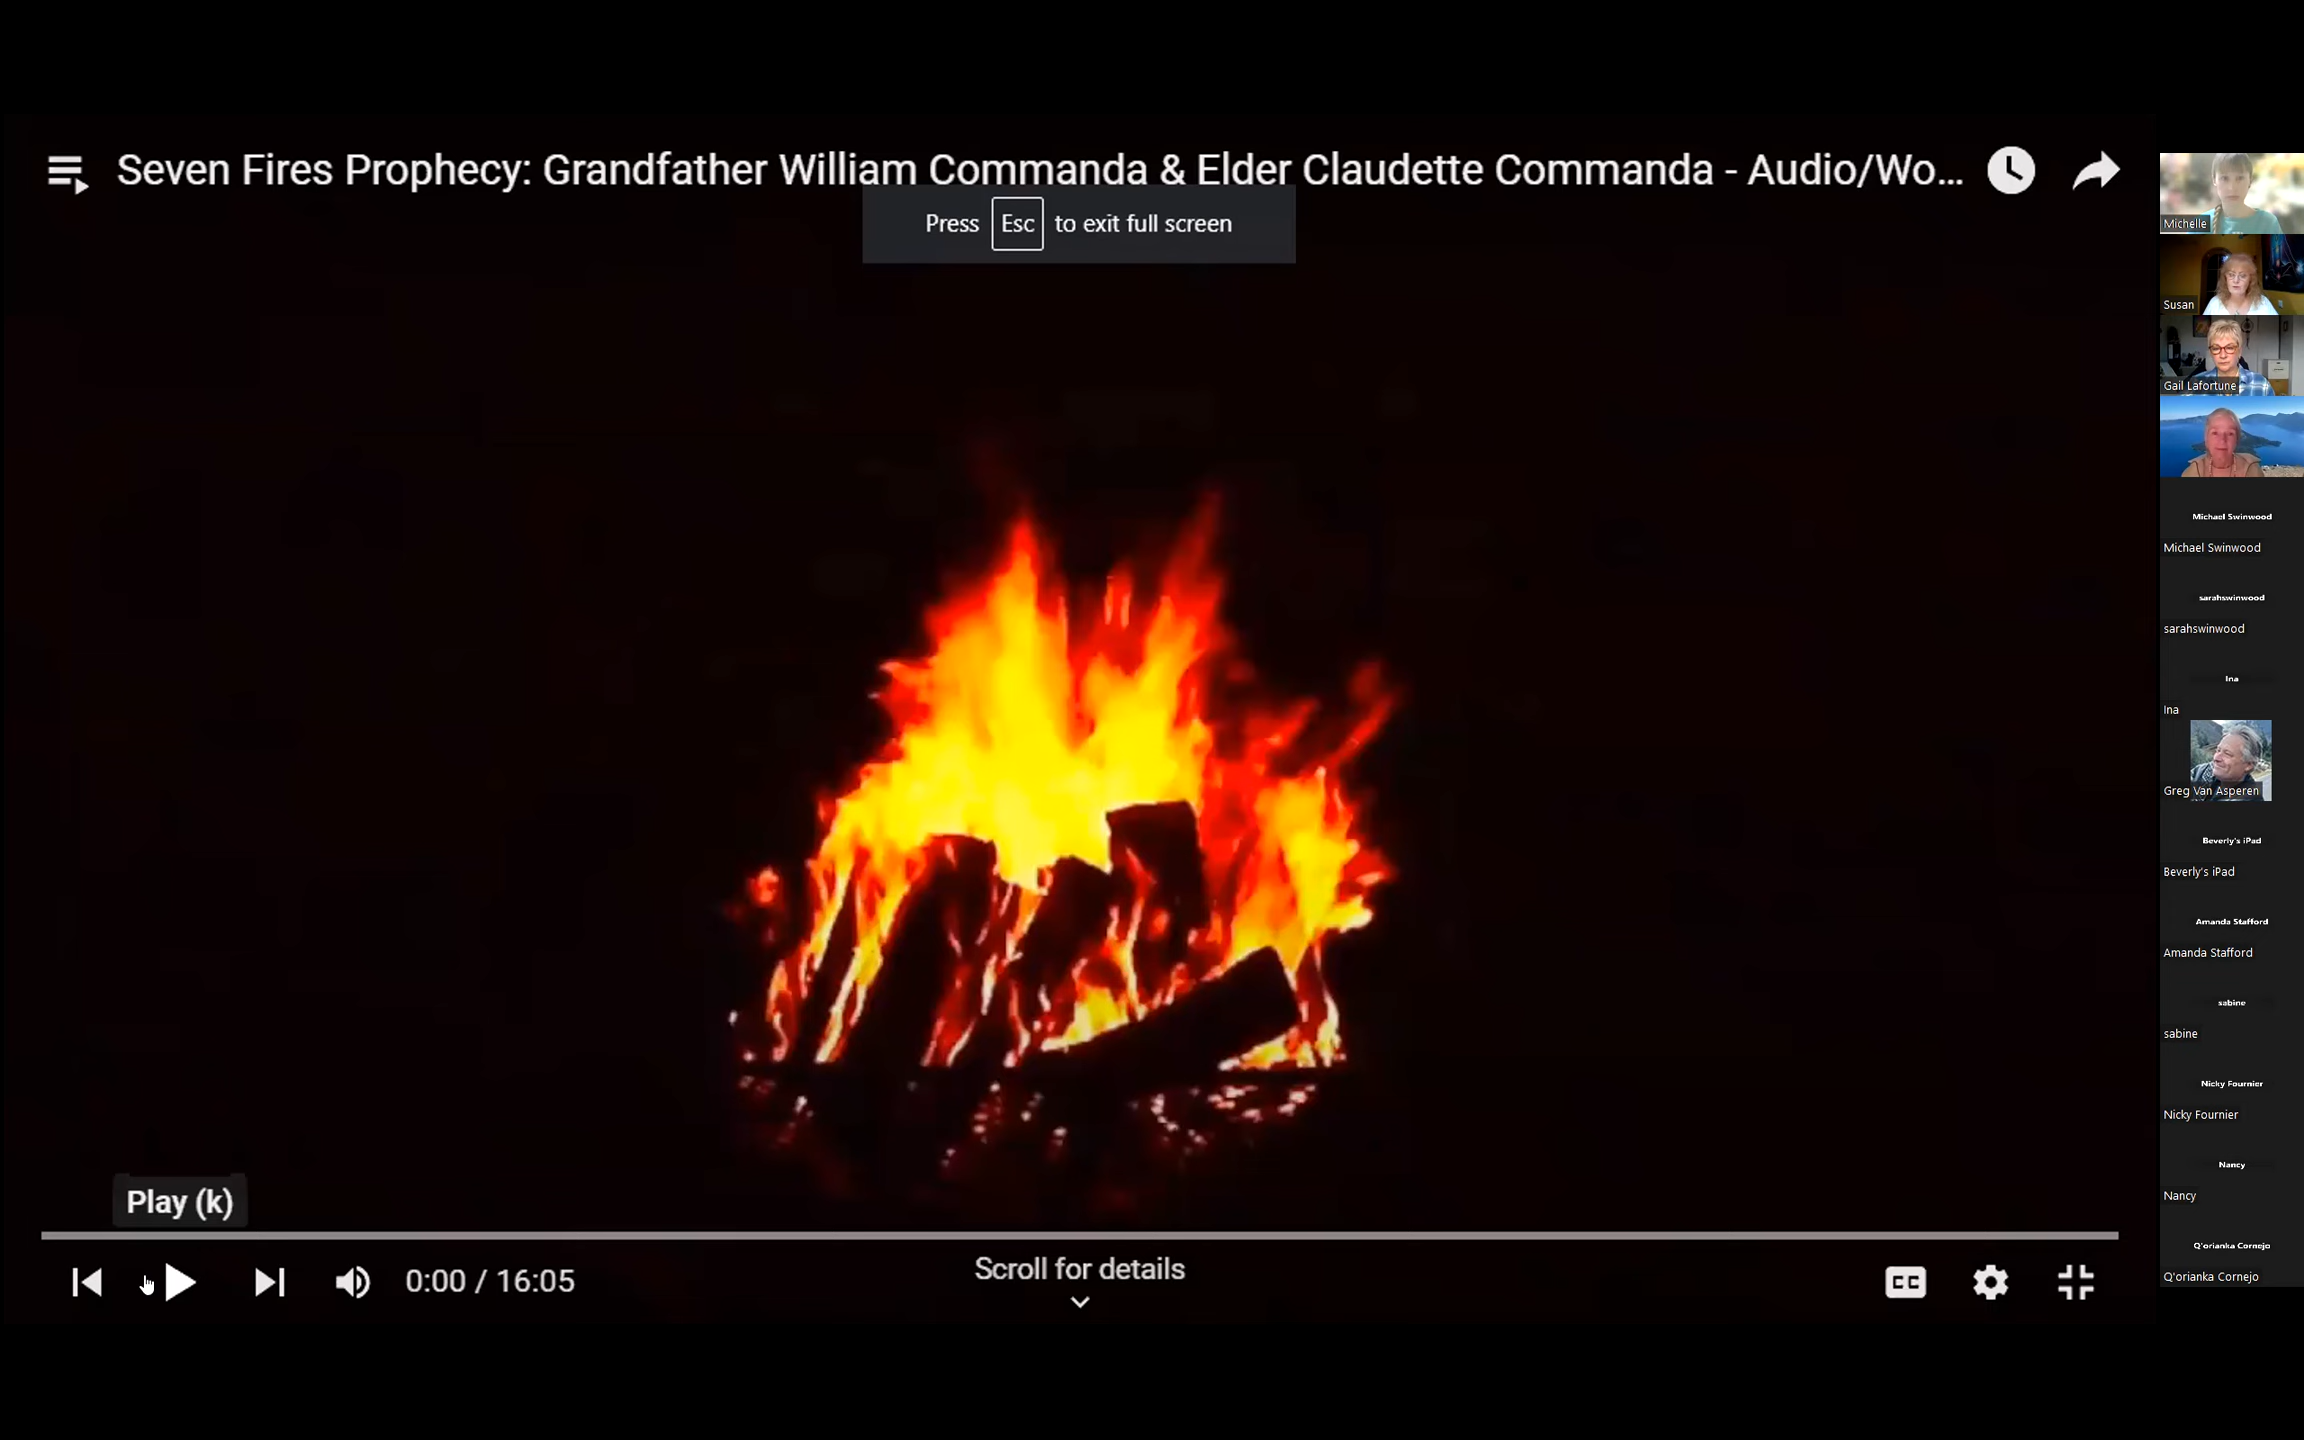 Seven Fires Prophecy: Grandfather William Commanda & Elder Claudette Commanda - Audio/Wo...
Press Esc to exit full screen
Play (k)
0:00 / 16:05
Scroll for details
CC
Michelle
Susan
Gail Lafortune
Michael Swinwood
Michael Swinwood
sarahswinwood
sarahswinwood
Ina
Ina
Greg Van Asperen
Beverly's iPad
Beverly's iPad
Amanda Stafford
Amanda Stafford
sabine
sabine
Nicky Fournier
Nicky Fournier
Nancy
Nancy
Q'orianka Cornejo
Q'orianka Cornejo